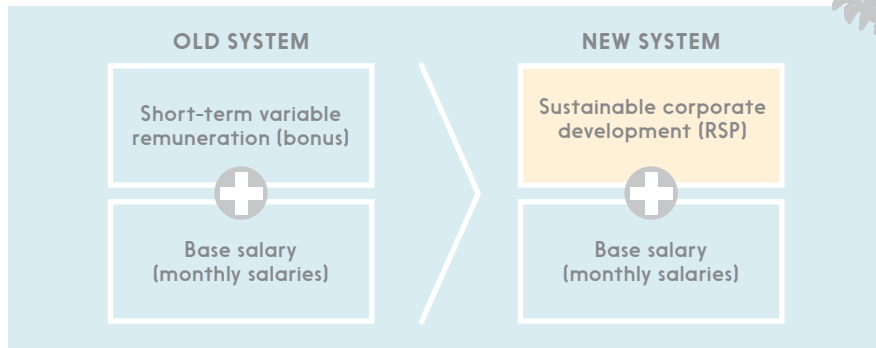 OLD SYSTEM
Short-term variable
remuneration (bonus)
Base salary
(monthly salaries)
NEW SYSTEM
Sustainable corporate
development (RSP)
Base salary
(monthly salaries)